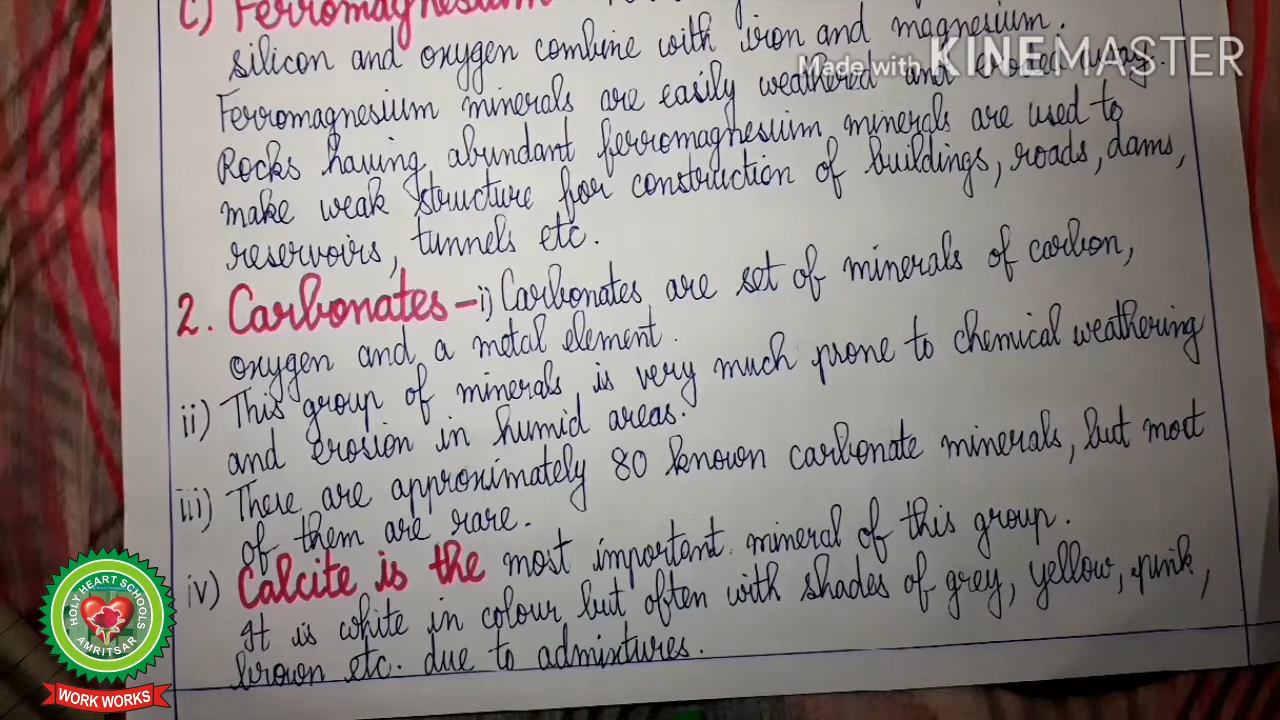 C) Ferromagnesium
silicon and oxygen combine with iron and magnesium.
Made with KINEMASTER
Ferromagnesium minerals are easily weathered and eroded away.
Rocks having abundant ferromagnesium minerals are used to
make weak structure for construction of buildings, roads, dams,
reservoirs, tunnels etc.
2. Carbonates - i) Carbonates are set of minerals of carbon,
oxygen and a metal element.
ii) This group of minerals is very much prone to chemical weathering
and erosion in humid areas.
iii) There are approximately 80 known carbonate minerals, but most
of them are rare.
iv) Calcite is the most important mineral of this group.
It is white in colour but often with shades of grey, yellow, pink,
brown etc. due to admixtures.
HOLY HEART SCHOOLS
AMRITSAR
WORK WORKS